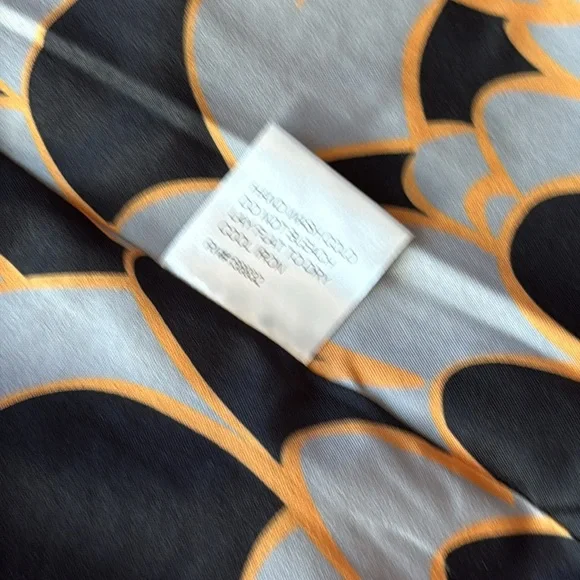 HAND WASH COLD
DO NOT BLEACH
LAY FLAT TO DRY
COOL IRON